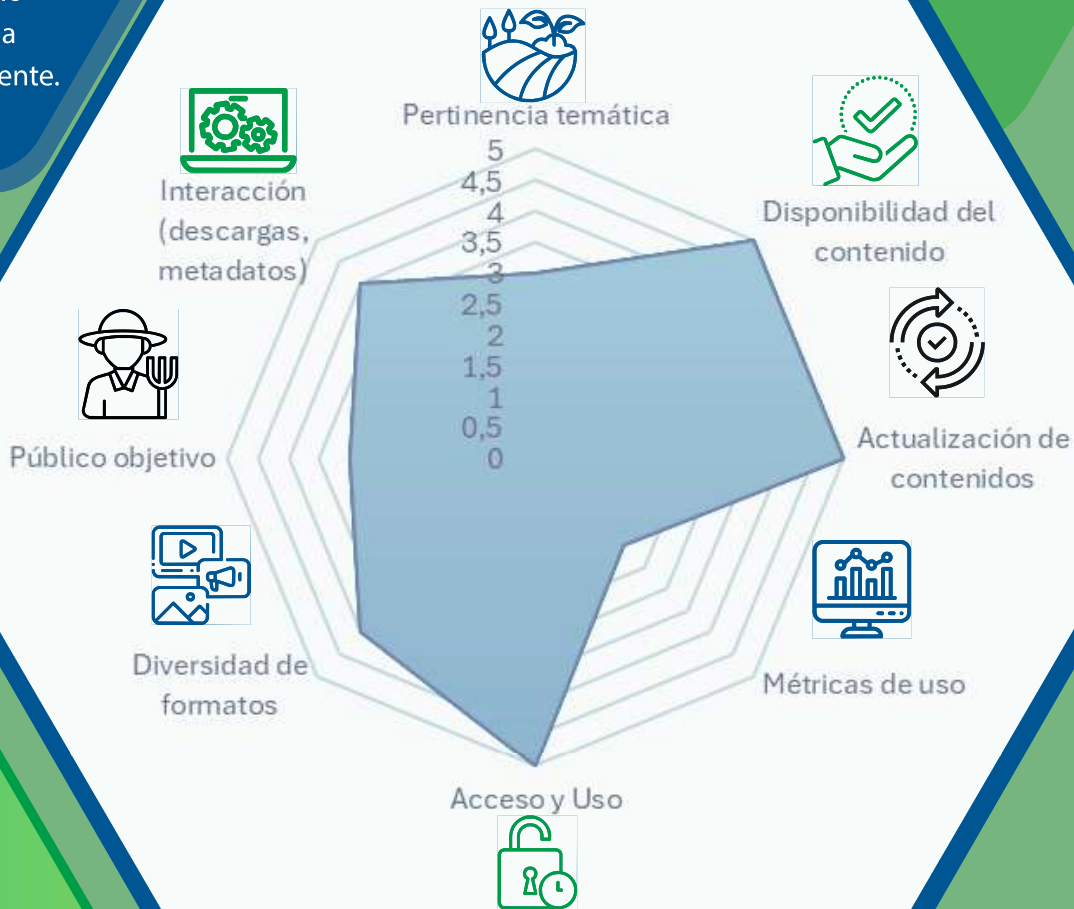 a
ente.
Pertinencia temática
5
4,5
4
3,5
3
2,5
2
1,5
1
0,5
0
Disponibilidad del
contenido
Actualización de
contenidos
Métricas de uso
Acceso y Uso
Diversidad de
formatos
Público objetivo
Interacción
(descargas,
metadatos)